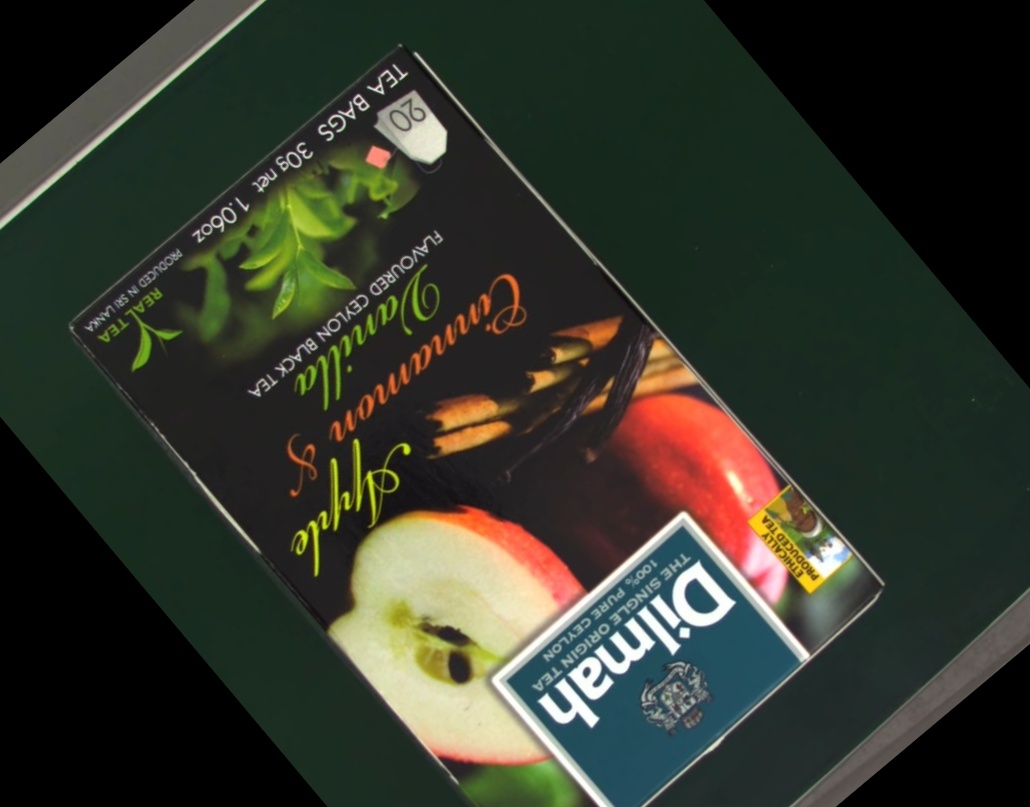 Dilmah
THE SINGLE ORIGIN TEA
100% PURE CEYLON
ETHICALLY
PRODUCED TEA
Apple
Cinnamon &
Vanilla
FLAVOURED CEYLON BLACK TEA
REAL TEA
PRODUCED IN SRI LANKA
20
TEA BAGS 30g net 1.06oz